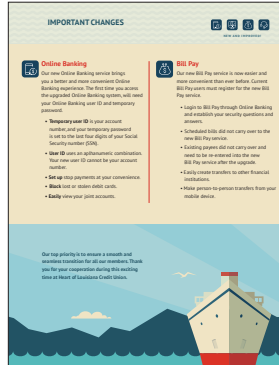 IMPORTANT CHANGES
NEW AND IMPROVED!
Online Banking
Our new Online Banking service brings
you a better and more convenient Online
Banking experience. The first time you access
the upgraded Online Banking system, will need
your Online Banking user ID and temporary
password.
• Temporary user ID is your account
number, and your temporary password
is set to the last four digits of your Social
Security number (SSN).
• User ID uses an alphanumeric combination.
Your new user ID cannot be your account
number.
• Set up stop payments at your convenience.
• Block lost or stolen debit cards.
• Easily view your joint accounts.
Bill Pay
Our new Bill Pay service is now easier and
more convenient than ever before. Current
Bill Pay users must register for the new Bill
Pay service.
• Login to Bill Pay through Online Banking
and establish your security questions and
answers.
• Scheduled bills did not carry over to the
new Bill Pay service.
• Existing payees did not carry over and
need to be re-entered into the new
Bill Pay service after the upgrade.
• Easily create transfers to other financial
institutions.
• Make person-to-person transfers from your
mobile device.
Our top priority is to ensure a smooth and
seamless transition for all our members. Thank
you for your cooperation during this exciting
time at Heart of Louisiana Credit Union.